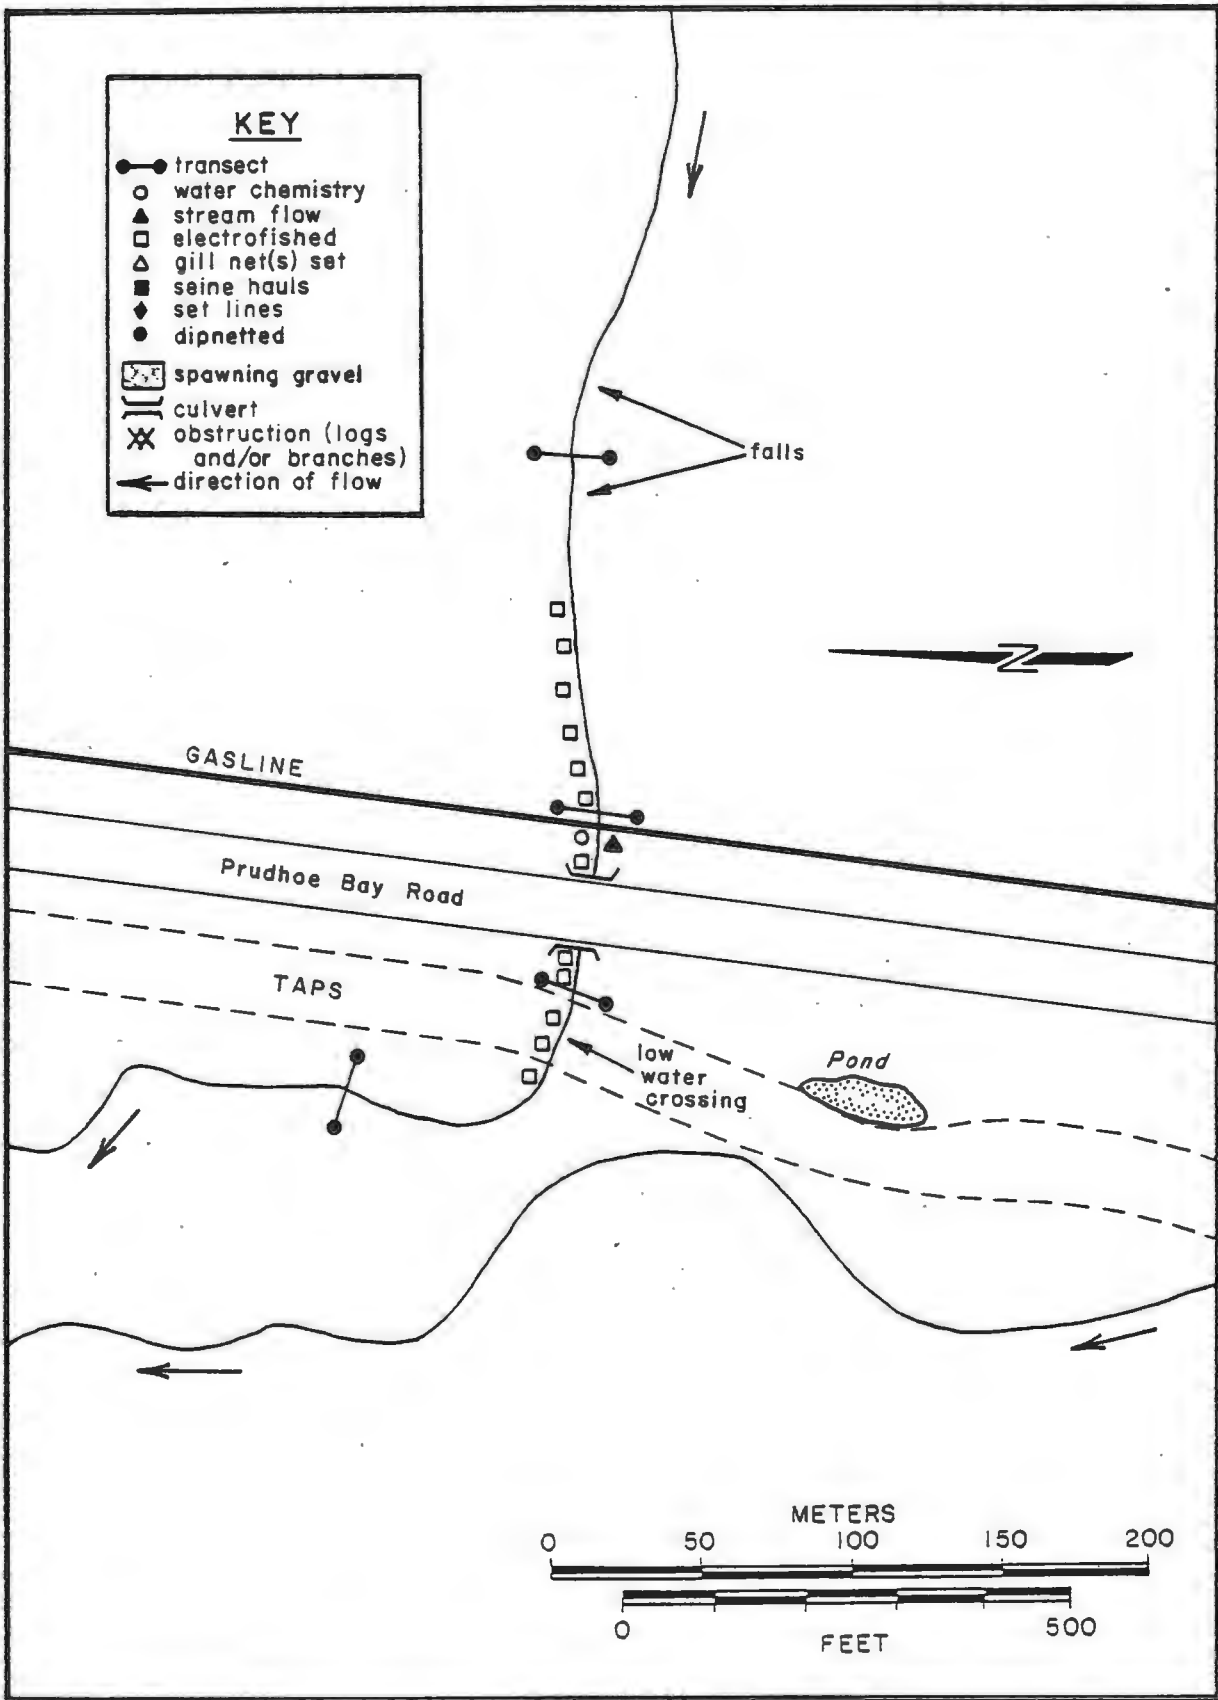 KEY
transect
water chemistry
stream flow
electrofished
gill net(s) set
seine hauls
set lines
dipnetted
spawning gravel
culvert
obstruction (logs
and/or branches)
direction of flow
falls
N
GASLINE
Prudhoe Bay Road
TAPS
low
water
crossing
Pond
METERS
0 50 100 150 200
0 500
FEET